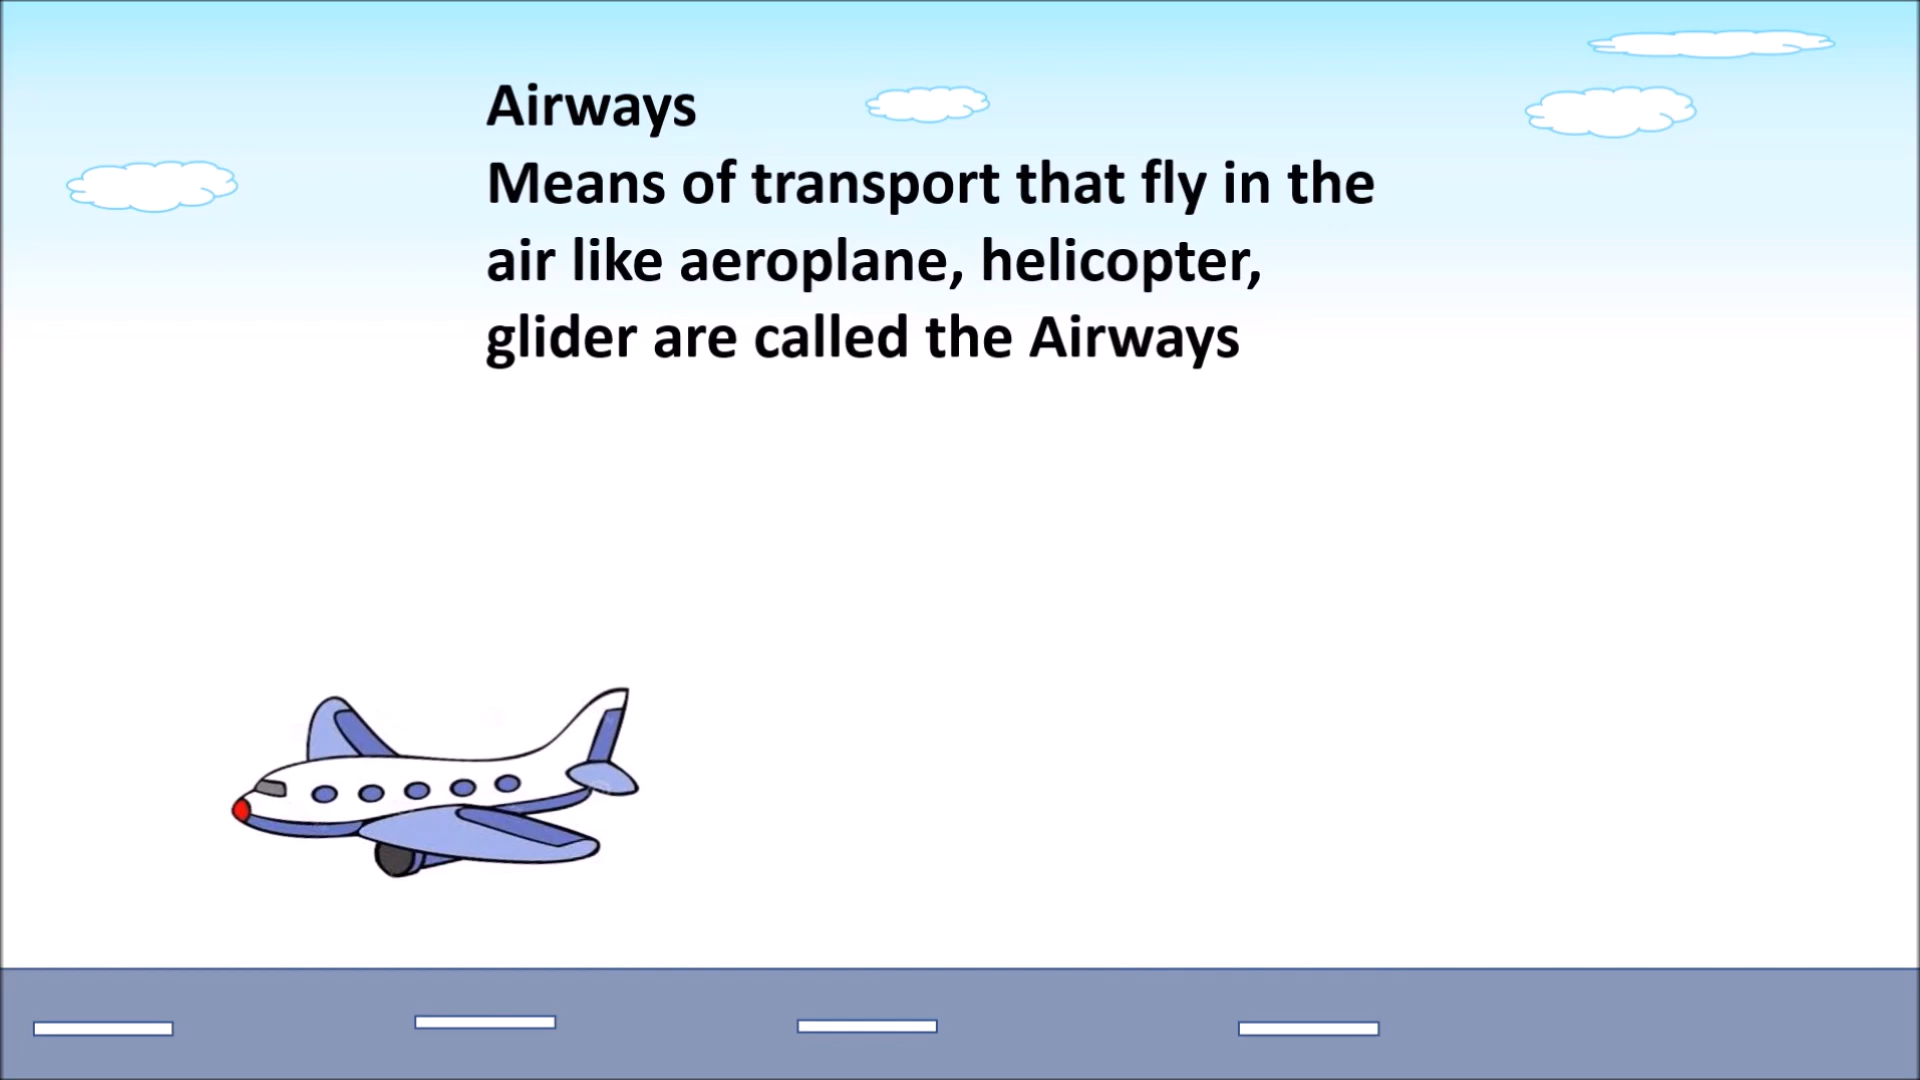 Airways
Means of transport that fly in the
air like aeroplane, helicopter,
glider are called the Airways